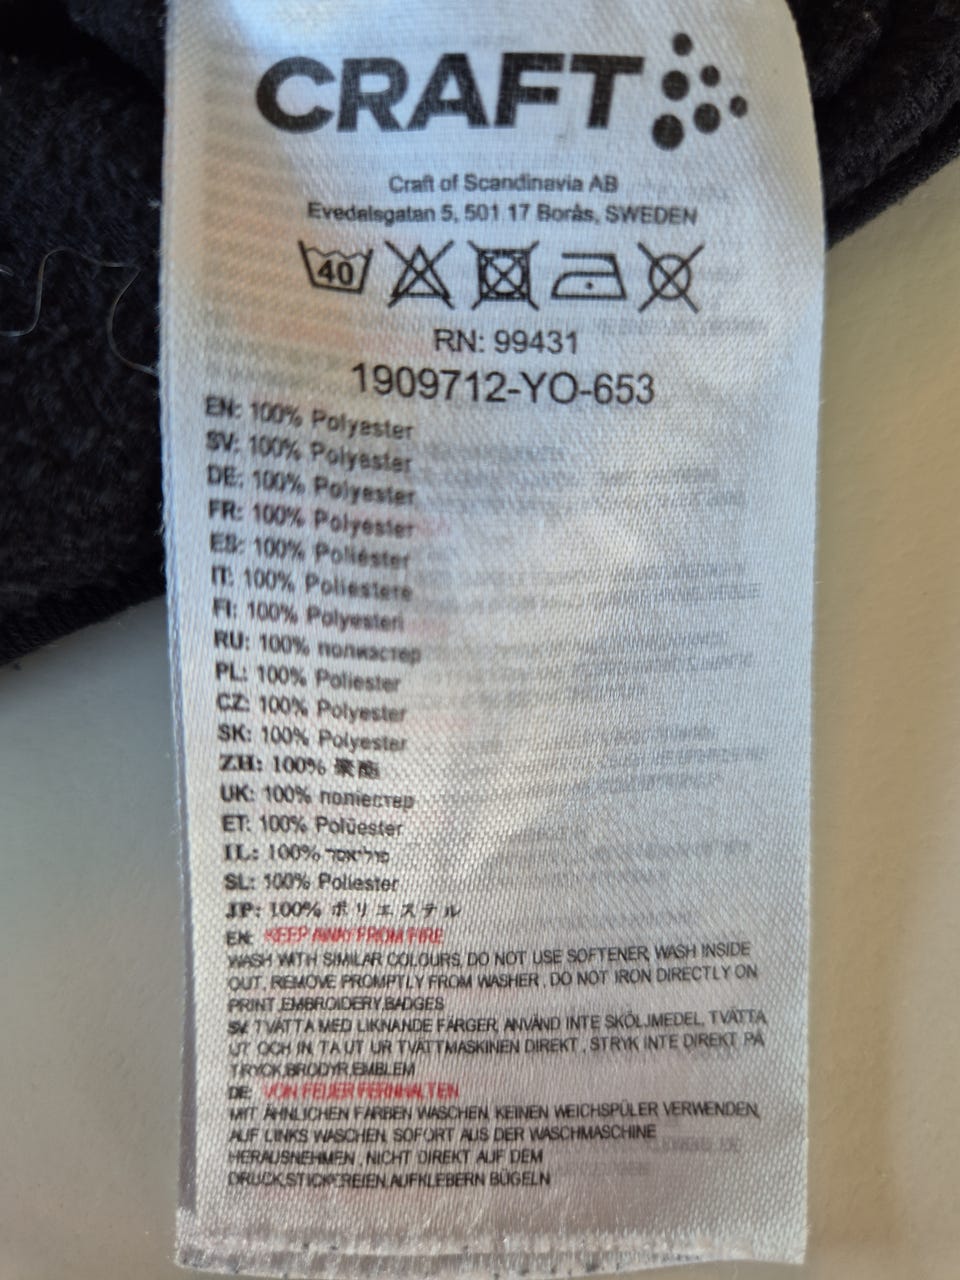 CRAFT
Craft of Scandinavia AB
Evedalsgatan 5, 501 17 Borås, SWEDEN
40
RN: 99431
1909712-YO-653
EN: 100% Polyester
SV: 100% Polyester
DE: 100% Polyester
FR: 100% Polyester
ES: 100% Poliéster
IT: 100% Poliestere
FI: 100% Polyesteri
RU: 100% полиэстер
PL: 100% Poliester
CZ: 100% Polyester
SK: 100% Polyester
ZH: 100% 聚酯
UK: 100% поліестер
ET: 100% Polüester
IL: 100% פוליאסטר
SL: 100% Poliester
JP: 100% ポリエステル
EN: KEEP AWAY FROM FIRE
WASH WITH SIMILAR COLOURS, DO NOT USE SOFTENER, WASH INSIDE
OUT, REMOVE PROMPTLY FROM WASHER , DO NOT IRON DIRECTLY ON
PRINT,EMBROIDERY,BADGES
SV: TVÄTTA MED LIKNANDE FÄRGER, ANVÄND INTE SKÖLJMEDEL, TVÄTTA
UT OCH IN, TA UT UR TVÄTTMASKINEN DIREKT , STRYK INTE DIREKT PÅ
TRYCK,BRODYR,EMBLEM
DE: VON FEUER FERNHALTEN
MIT ÄHNLICHEN FARBEN WASCHEN, KEINEN WEICHSPÜLER VERWENDEN,
AUF LINKS WASCHEN, SOFORT AUS DER WASCHMASCHINE
HERAUSNEHMEN , NICHT DIREKT AUF DEM
DRUCK,STICKEREIEN,AUFKLEBERN BÜGELN